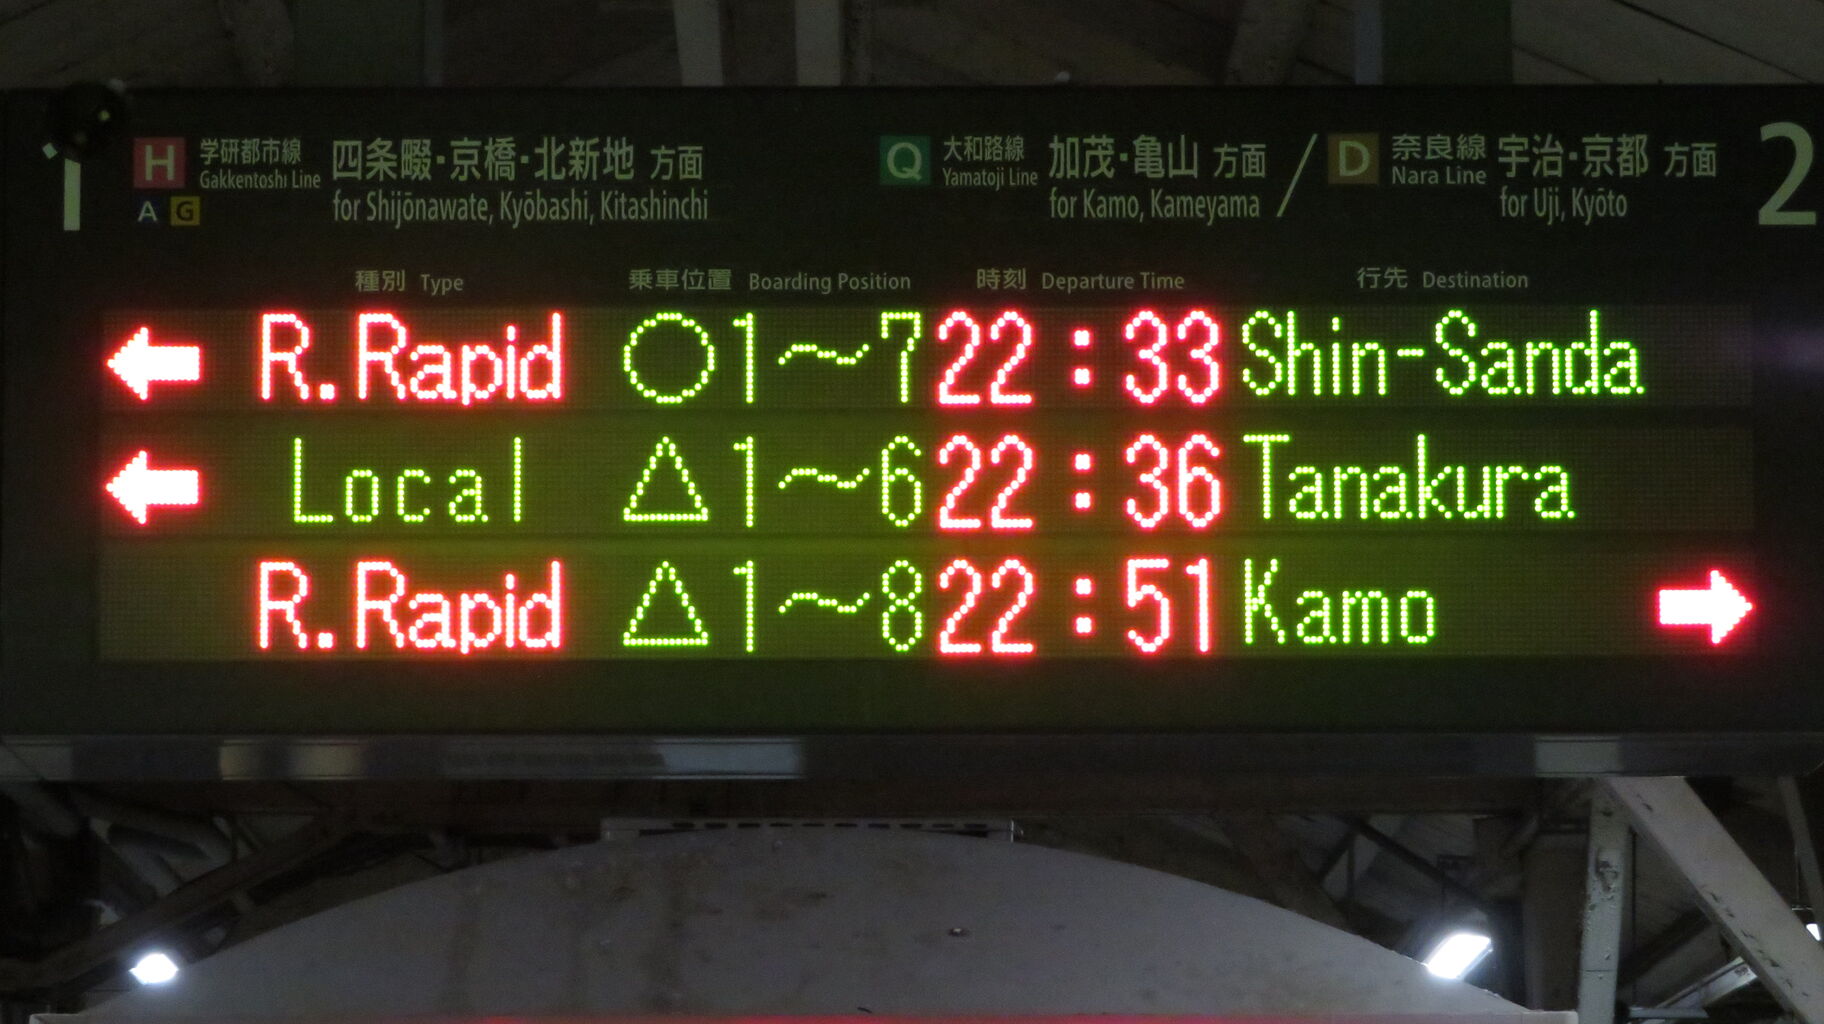 1 H 学研都市線 四条畷・京橋・北新地 方面 Q 大和路線 加茂・亀山 方面 / D 奈良線 宇治・京都 方面 2
Gakkentoshi Line Yamatoji Line Nara Line
A G for Shijōnawate, Kyōbashi, Kitashinchi for Kamo, Kameyama for Uji, Kyōto
種別 Type 乗車位置 Boarding Position 時刻 Departure Time 行先 Destination
← R.Rapid ○1～7 22:33 Shin-Sanda
← Local △1～6 22:36 Tanakura
R.Rapid △1～8 22:51 Kamo →